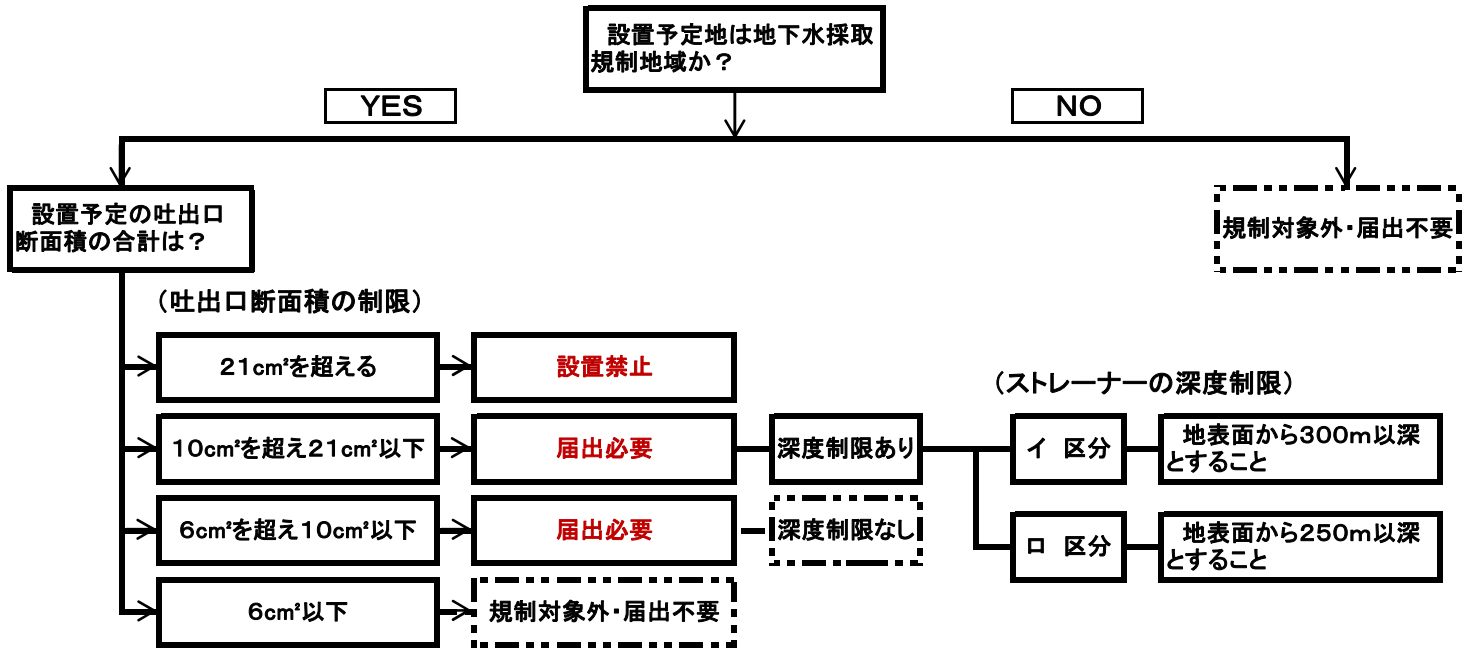 設置予定地は地下水採取
規制地域か？
YES
NO
設置予定の吐出口
断面積の合計は？
規制対象外・届出不要
（吐出口断面積の制限）
２１cm²を超える
設置禁止
（ストレーナーの深度制限）
１０cm²を超え２１cm²以下
届出必要
深度制限あり
イ　区分
地表面から３００ｍ以深
とすること
６cm²を超え１０cm²以下
届出必要
深度制限なし
ロ　区分
地表面から２５０ｍ以深
とすること
６cm²以下
規制対象外・届出不要